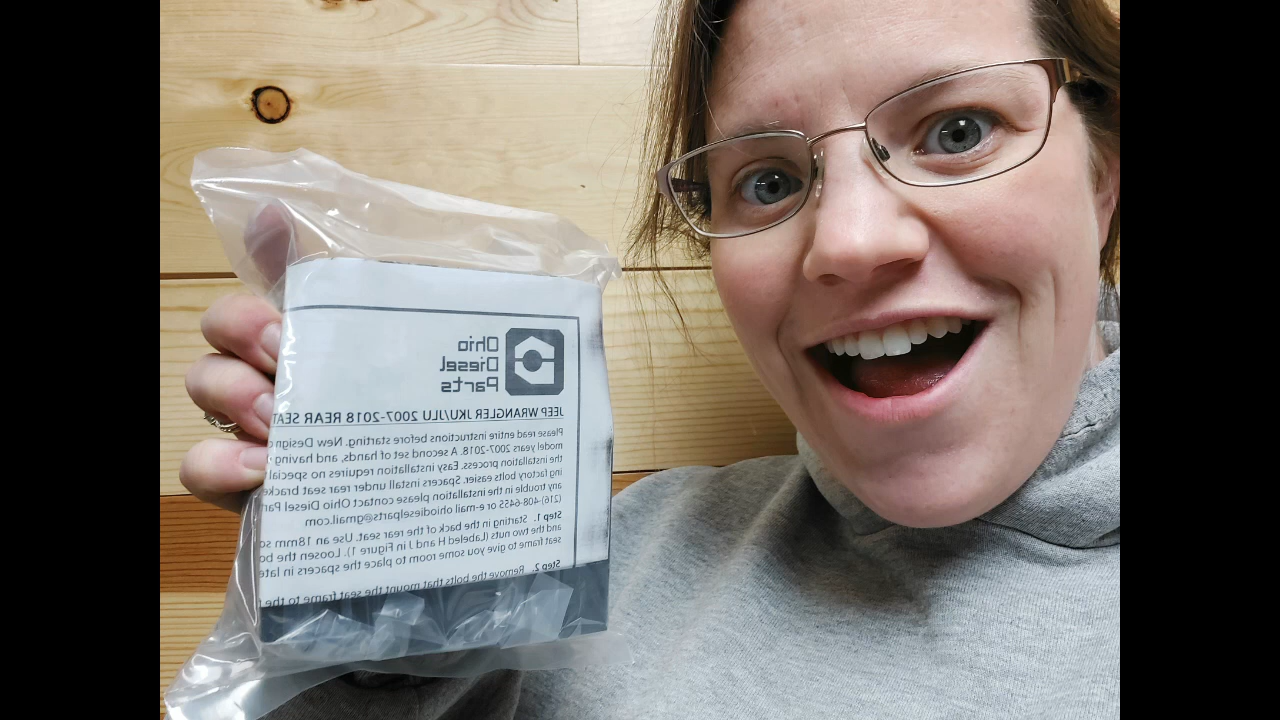 Ohio
Diesel
Parts
JEEP WRANGLER JKU/JLU 2007-2018 REAR SEAT
Please read entire instructions before starting. New Design
model years 2007-2018. A second set of hands, and having
the installation process. Easy installation requires no special
ing factory bolts easier. Spacers install under rear seat bracke
any trouble in the installation please contact Ohio Diesel Par
(216)-408-6455 or e-mail ohiodieselparts@gmail.com
Step 1. Starting in the back of the rear seat. Use an 18mm so
and the two nuts (Labeled H and J in Figure 1). Loosen the bo
seat frame to give you some room to place the spacers in late
Step 2. Remove the bolts that mount the seat frame to the